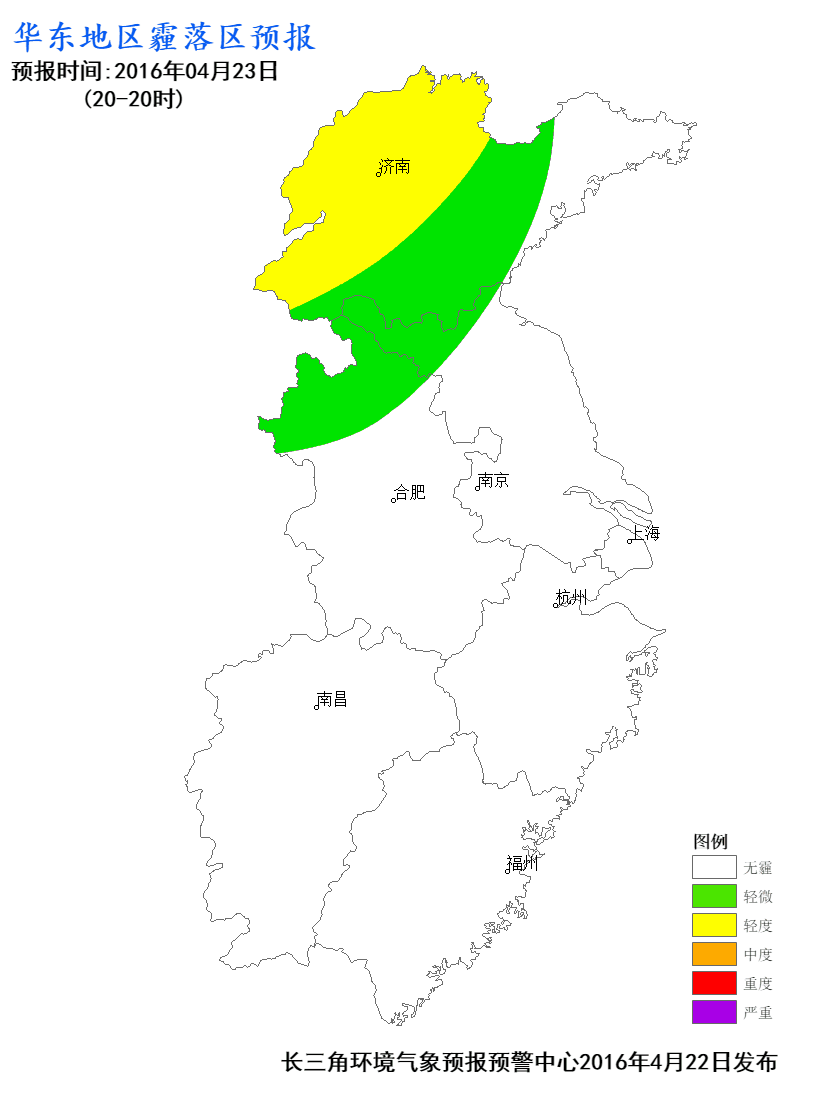 华东地区霾落区预报
预报时间:2016年04月23日
(20-20时)
济南
合肥
南京
上海
杭州
南昌
福州
图例
无霾
轻微
轻度
中度
重度
严重
长三角环境气象预报预警中心2016年4月22日发布